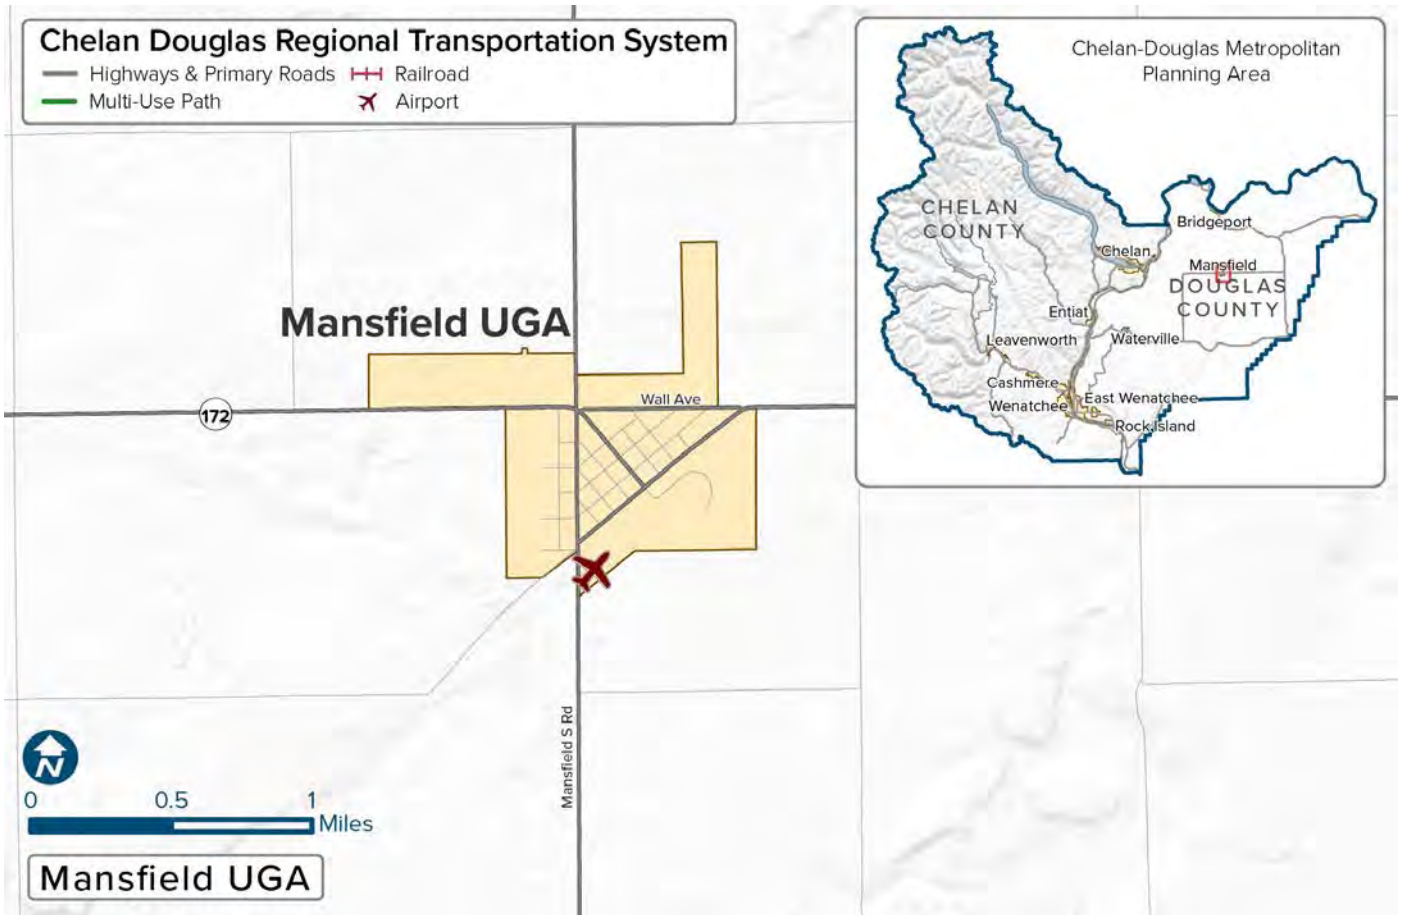 Chelan Douglas Regional Transportation System
Highways & Primary Roads
Railroad
Multi-Use Path
Airport
Chelan-Douglas Metropolitan
Planning Area
CHELAN
COUNTY
Bridgeport
Chelan
Mansfield
DOUGLAS
COUNTY
Entiat
Leavenworth
Waterville
Cashmere
Wenatchee
East Wenatchee
Rock Island
Mansfield UGA
Wall Ave
172
Mansfield S Rd
N
0 0.5 1
Miles
Mansfield UGA